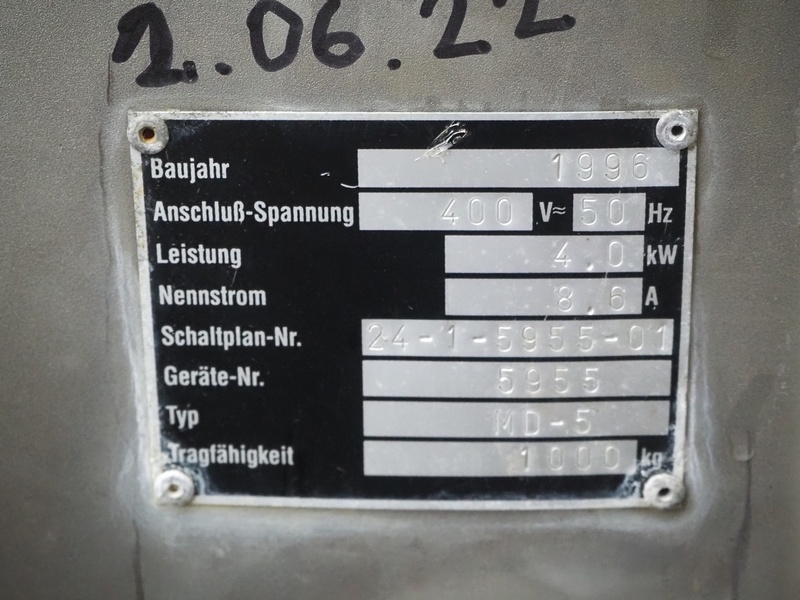 2..06.22
Baujahr 1996
Anschluß-Spannung 400 V≈ 50 Hz
Leistung 4.0 kW
Nennstrom 8.6 A
Schaltplan-Nr. 24-1-5955-01
Geräte-Nr. 5955
Typ MD-5
Tragfähigkeit 1000 kg